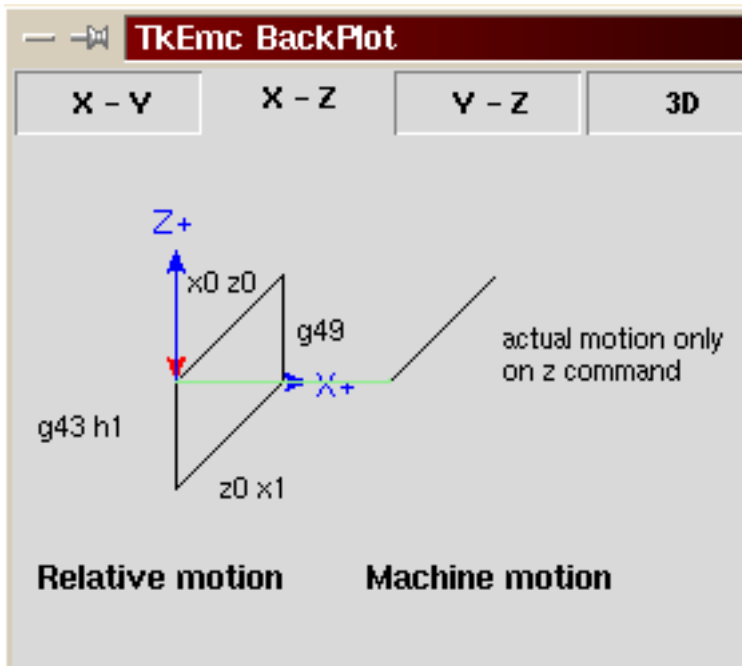 TkEmc BackPlot
X - Y
X - Z
Y - Z
3D
Z+
x0 z0
g49
actual motion only
on z command
X+
g43 h1
z0 x1
Relative motion
Machine motion